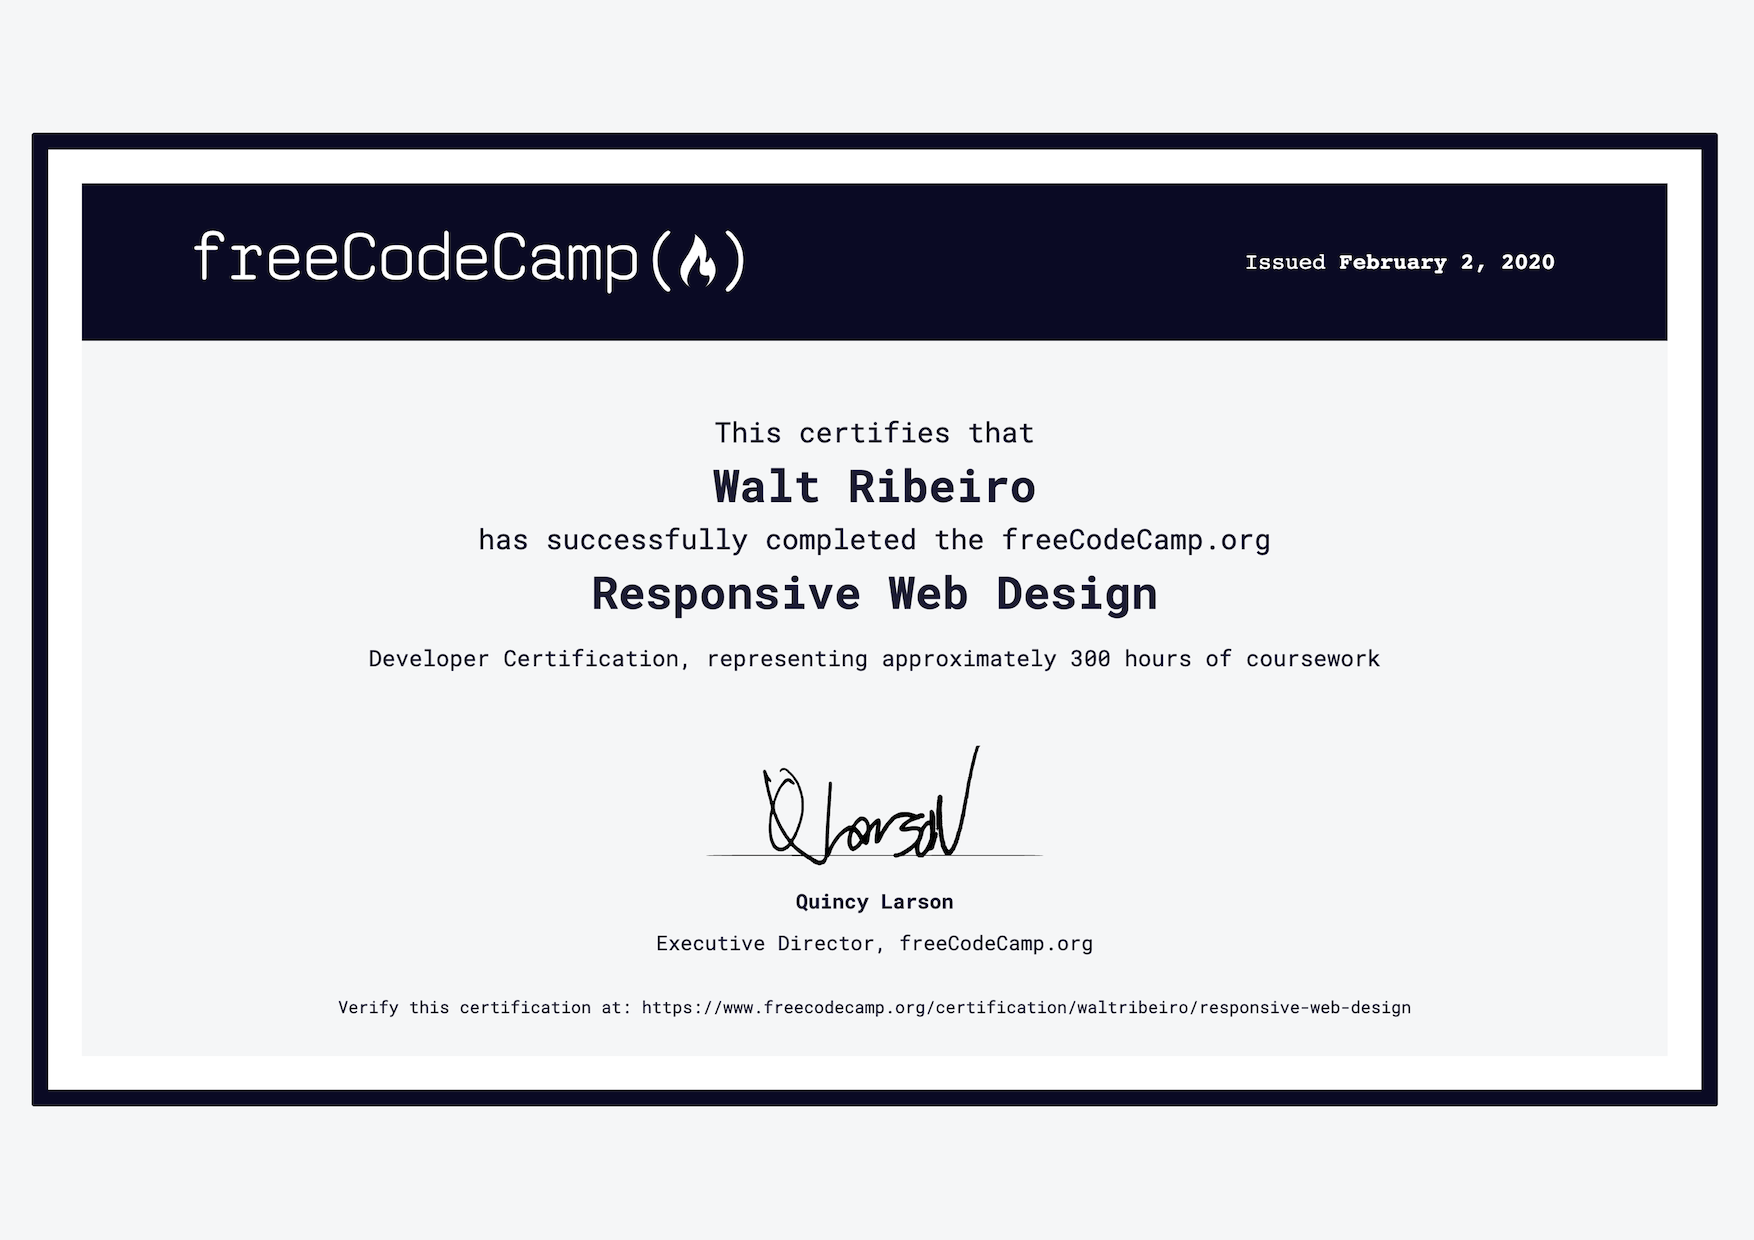 freeCodeCamp
Issued February 2, 2020
This certifies that
Walt Ribeiro
has successfully completed the freeCodeCamp.org
Responsive Web Design
Developer Certification, representing approximately 300 hours of coursework
Q Larson
Quincy Larson
Executive Director, freeCodeCamp.org
Verify this certification at: https://www.freecodecamp.org/certification/waltribeiro/responsive-web-design